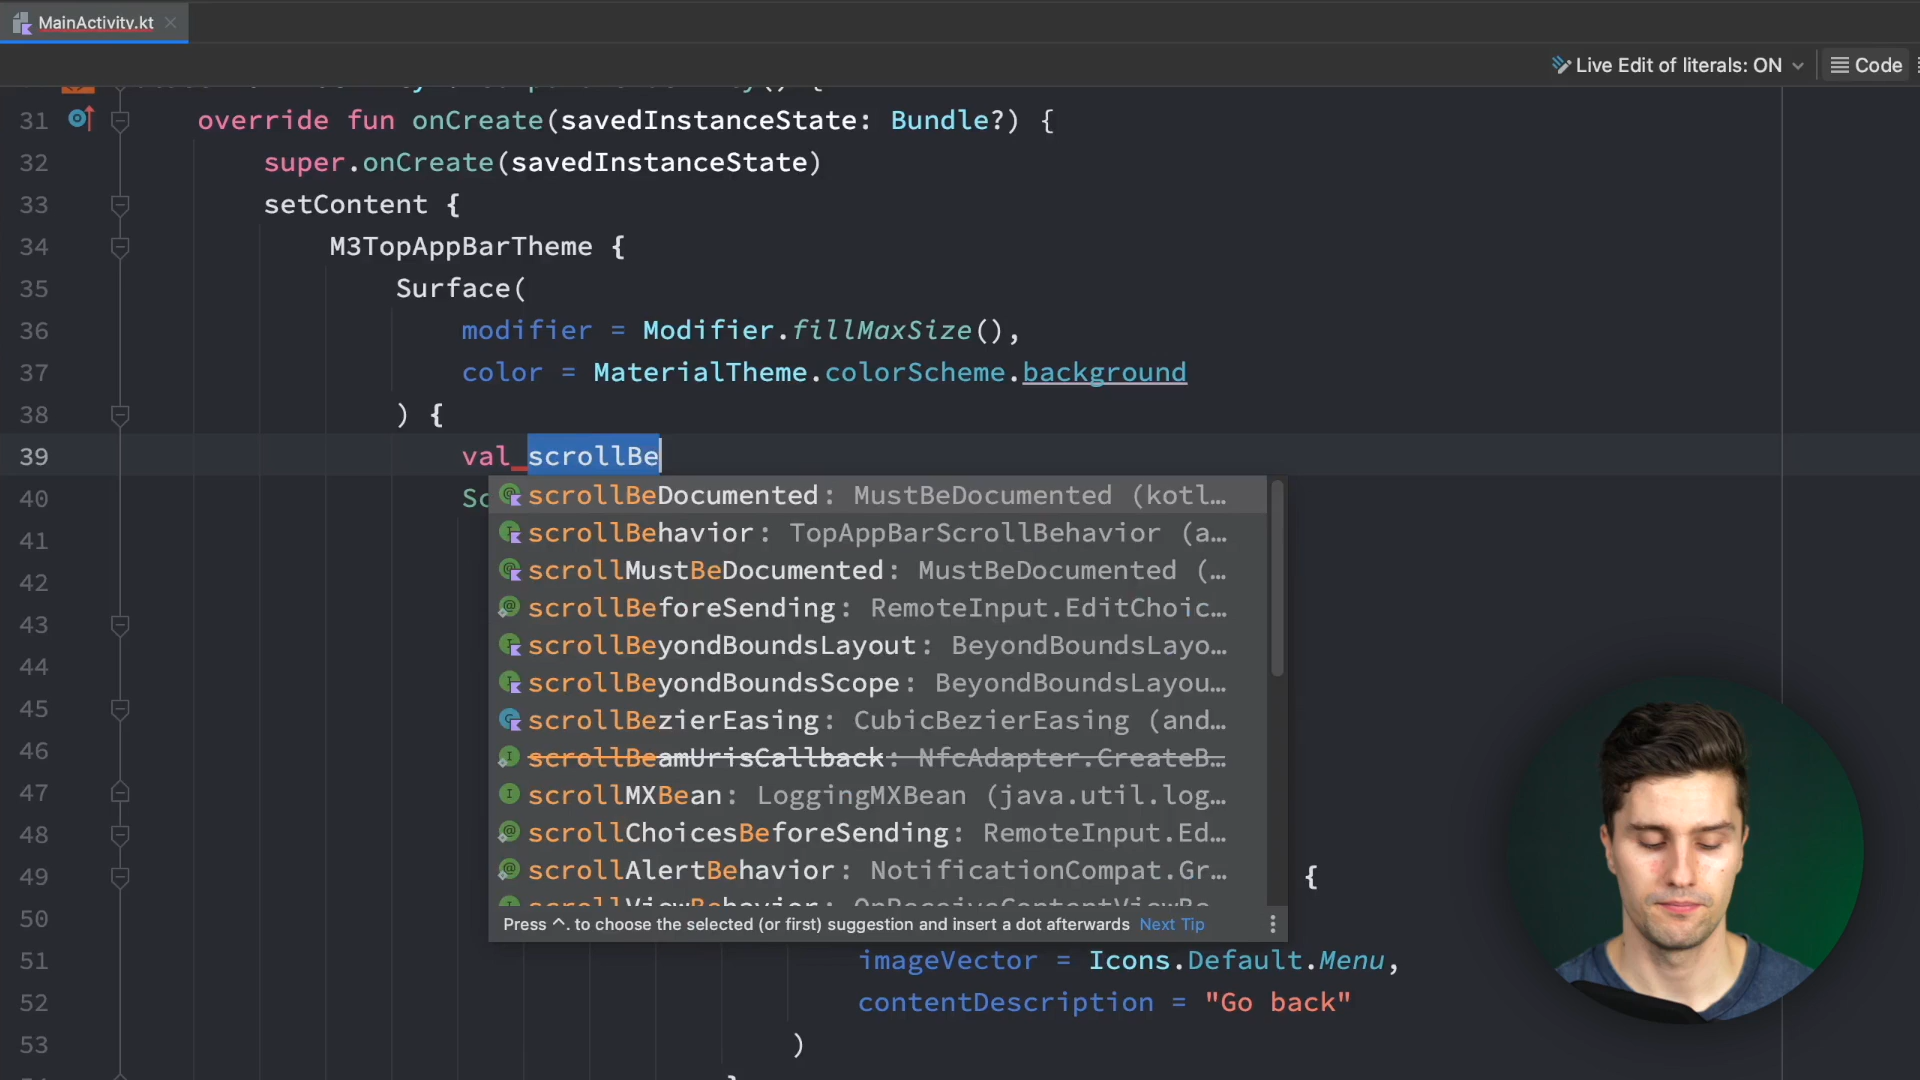 MainActivity.kt
Live Edit of literals: ON
Code
31 override fun onCreate(savedInstanceState: Bundle?) {
32 super.onCreate(savedInstanceState)
33 setContent {
34 M3TopAppBarTheme {
35 Surface(
36 modifier = Modifier.fillMaxSize(),
37 color = MaterialTheme.colorScheme.background
38 ) {
39 val scrollBe
40 Sc
scrollBeDocumented: MustBeDocumented (kotl…
41
scrollBehavior: TopAppBarScrollBehavior (a…
42
scrollMustBeDocumented: MustBeDocumented (…
43
scrollBeforeSending: RemoteInput.EditChoic…
44
scrollBeyondBoundsLayout: BeyondBoundsLayo…
45
scrollBeyondBoundsScope: BeyondBoundsLayou…
46
scrollBezierEasing: CubicBezierEasing (and…
scrollBeamUrisCallback: NfcAdapter.CreateB…
47
scrollMXBean: LoggingMXBean (java.util.log…
48
scrollChoicesBeforeSending: RemoteInput.Ed…
49 {
scrollAlertBehavior: NotificationCompat.Gr…
50
Press ^. to choose the selected (or first) suggestion and insert a dot afterwards Next Tip
51 imageVector = Icons.Default.Menu,
52 contentDescription = "Go back"
53 )